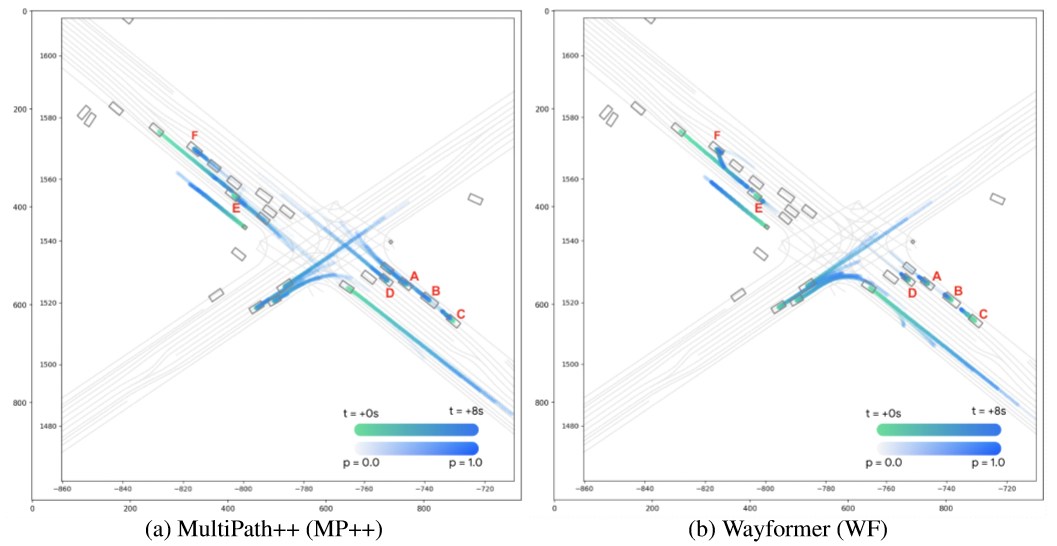 0
200
400
600
800
1600
1580
1560
1540
1520
1500
1480
F
E
A
B
D
C
t = +0s
t = +8s
p = 0.0
p = 1.0
−860
−840
−820
−800
−780
−760
−740
−720
0
200
400
600
800
(a) MultiPath++ (MP++)
0
200
400
600
800
1600
1580
1560
1540
1520
1500
1480
F
E
A
B
D
C
t = +0s
t = +8s
p = 0.0
p = 1.0
−860
−840
−820
−800
−780
−760
−740
−720
0
200
400
600
800
(b) Wayformer (WF)